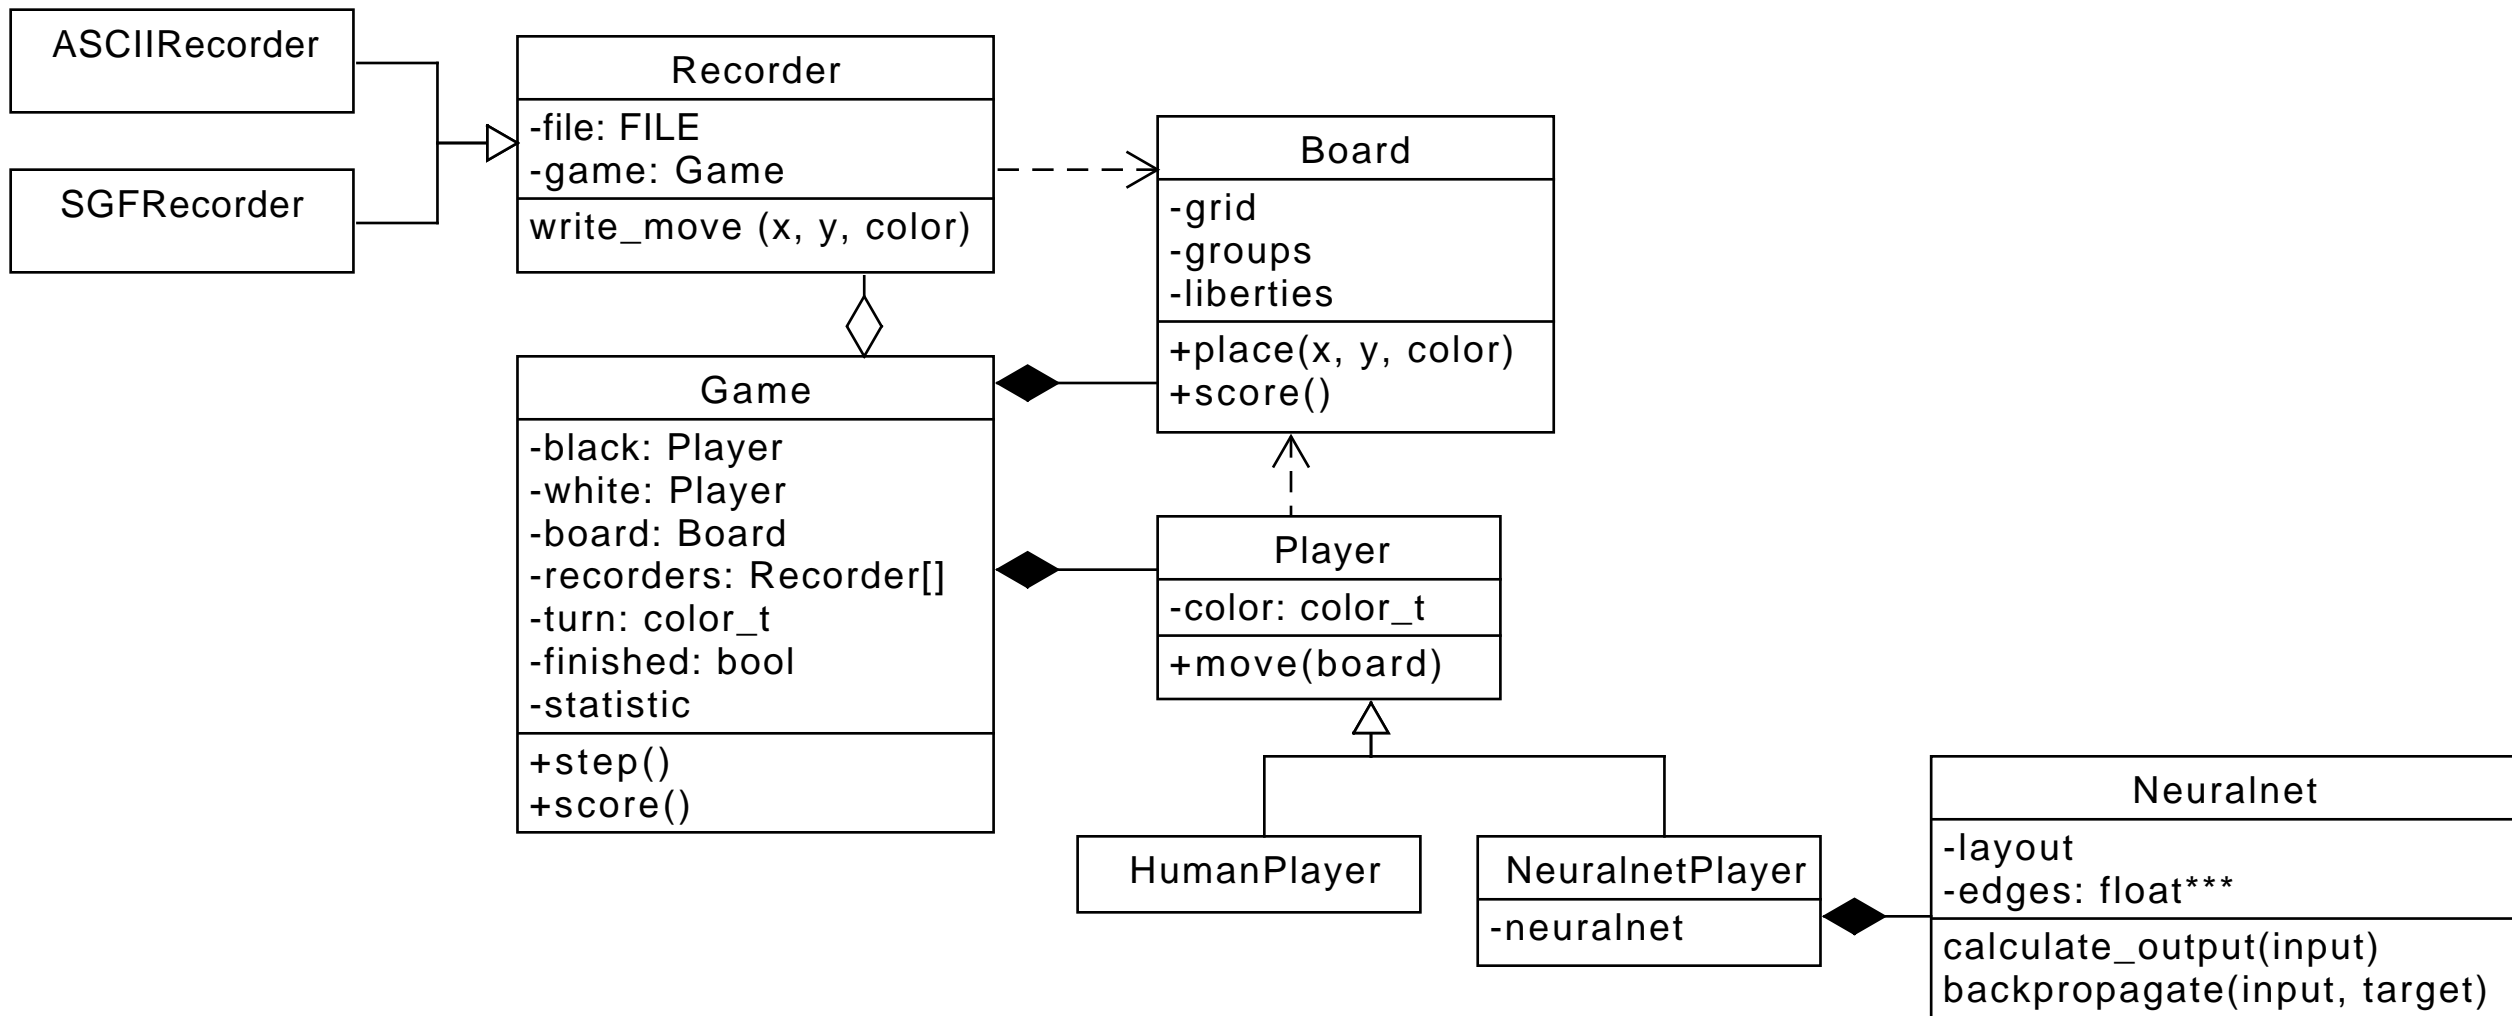 ASCIIRecorder
SGFRecorder
Recorder
-file: FILE
-game: Game
write_move (x, y, color)
Board
-grid
-groups
-liberties
+place(x, y, color)
+score()
Game
-black: Player
-white: Player
-board: Board
-recorders: Recorder[]
-turn: color_t
-finished: bool
-statistic
+step()
+score()
Player
-color: color_t
+move(board)
HumanPlayer
NeuralnetPlayer
-neuralnet
Neuralnet
-layout
-edges: float***
calculate_output(input)
backpropagate(input, target)